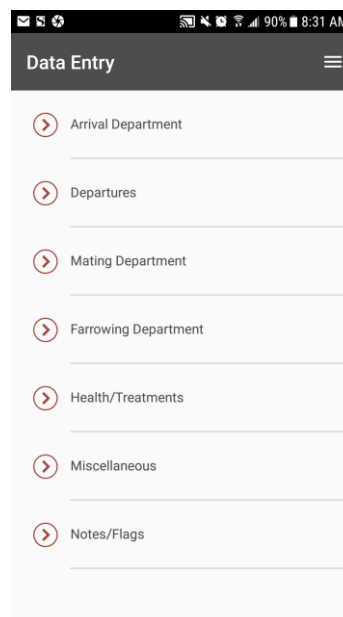 90% 8:31 AM
Data Entry
Arrival Department
Departures
Mating Department
Farrowing Department
Health/Treatments
Miscellaneous
Notes/Flags